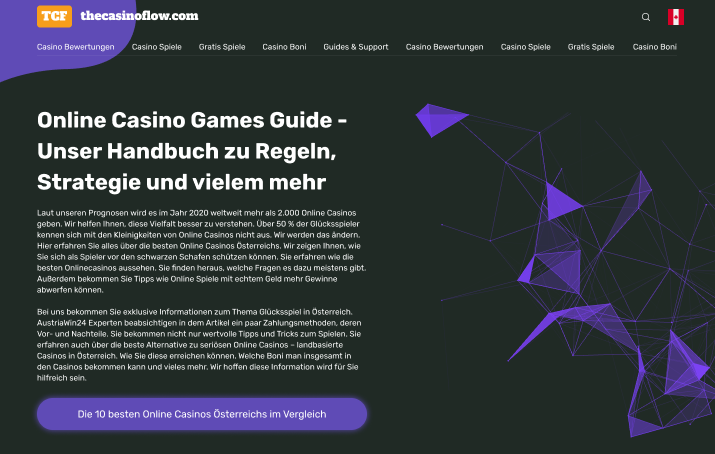 TCF thecasinoflow.com
Casino Bewertungen Casino Spiele Gratis Spiele Casino Boni Guides & Support Casino Bewertungen Casino Spiele Gratis Spiele Casino Boni
Online Casino Games Guide -
Unser Handbuch zu Regeln,
Strategie und vielem mehr
Laut unseren Prognosen wird es im Jahr 2020 weltweit mehr als 2.000 Online Casinos
geben. Wir helfen Ihnen, diese Vielfalt besser zu verstehen. Über 50 % der Glücksspieler
kennen sich mit den Kleinigkeiten von Online Casinos nicht aus. Wir werden das ändern.
Hier erfahren Sie alles über die besten Online Casinos Österreichs. Wir zeigen Ihnen, wie
Sie sich als Spieler vor den schwarzen Schafen schützen können. Sie erfahren wie die
besten Onlinecasinos aussehen. Sie finden heraus, welche Fragen es dazu meistens gibt.
Außerdem bekommen Sie Tipps wie Online Spiele mit echtem Geld mehr Gewinne
abwerfen können.
Bei uns bekommen Sie exklusive Informationen zum Thema Glücksspiel in Österreich.
AustriaWin24 Experten beabsichtigen in dem Artikel ein paar Zahlungsmethoden, deren
Vor- und Nachteile. Sie bekommen nicht nur wertvolle Tipps und Tricks zum Spielen. Sie
erfahren auch über die beste Alternative zu seriösen Online Casinos – landbasierte
Casinos in Österreich. Wie Sie diese erreichen können. Welche Boni man insgesamt in
den Casinos bekommen kann und vieles mehr. Wir hoffen diese Information wird für Sie
hilfreich sein.
Die 10 besten Online Casinos Österreichs im Vergleich